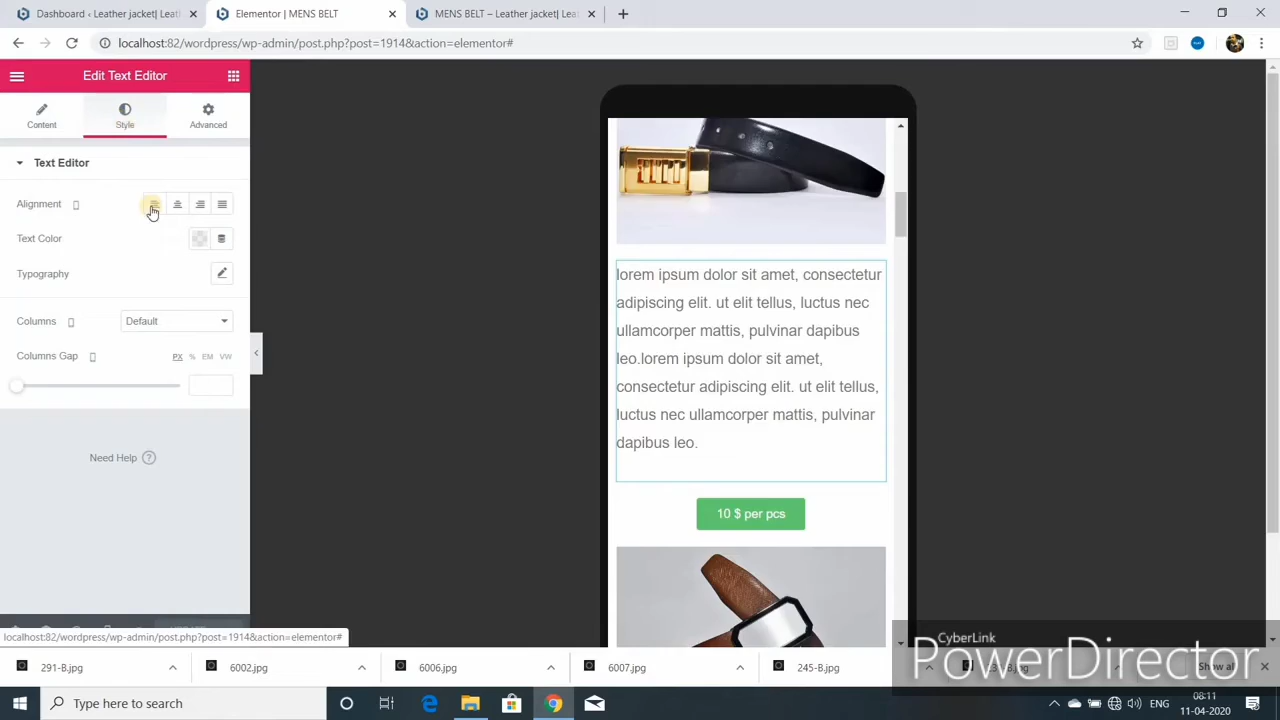 Dashboard ‹ Leather jacket| Leat
Elementor | MENS BELT
MENS BELT – Leather jacket| Leat
localhost:82/wordpress/wp-admin/post.php?post=1914&action=elementor#
Edit Text Editor
Content
Style
Advanced
Text Editor
Alignment
Text Color
Typography
Columns
Default
Columns Gap
PX % EM VW
Need Help ?
lorem ipsum dolor sit amet, consectetur
adipiscing elit. ut elit tellus, luctus nec
ullamcorper mattis, pulvinar dapibus
leo.lorem ipsum dolor sit amet,
consectetur adipiscing elit. ut elit tellus,
luctus nec ullamcorper mattis, pulvinar
dapibus leo.
10 $ per pcs
localhost:82/wordpress/wp-admin/post.php?post=1914&action=elementor#
291-B.jpg
6002.jpg
6006.jpg
6007.jpg
245-B.jpg
Show all
CyberLink
PowerDirector
Type here to search
ENG
08:11
11-04-2020